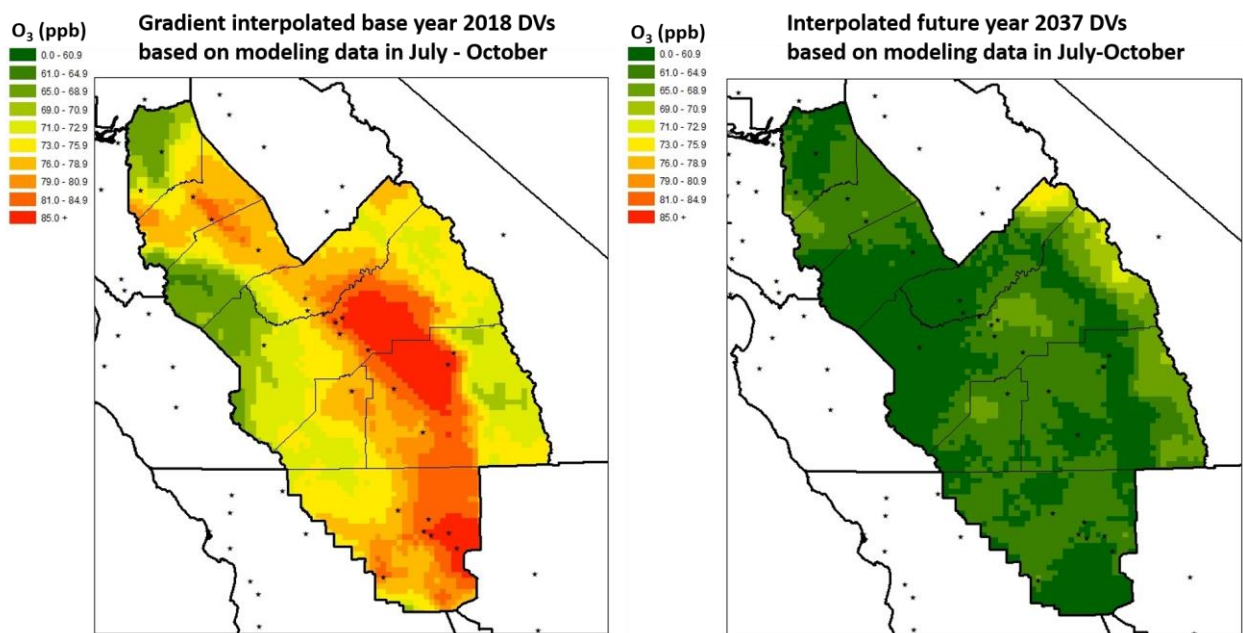 O₃ (ppb)
0.0 - 60.9
61.0 - 64.9
65.0 - 68.9
69.0 - 70.9
71.0 - 72.9
73.0 - 75.9
76.0 - 78.9
79.0 - 80.9
81.0 - 84.9
85.0 +
Gradient interpolated base year 2018 DVs
based on modeling data in July - October
O₃ (ppb)
0.0 - 60.9
61.0 - 64.9
65.0 - 68.9
69.0 - 70.9
71.0 - 72.9
73.0 - 75.9
76.0 - 78.9
79.0 - 80.9
81.0 - 84.9
85.0 +
Interpolated future year 2037 DVs
based on modeling data in July-October